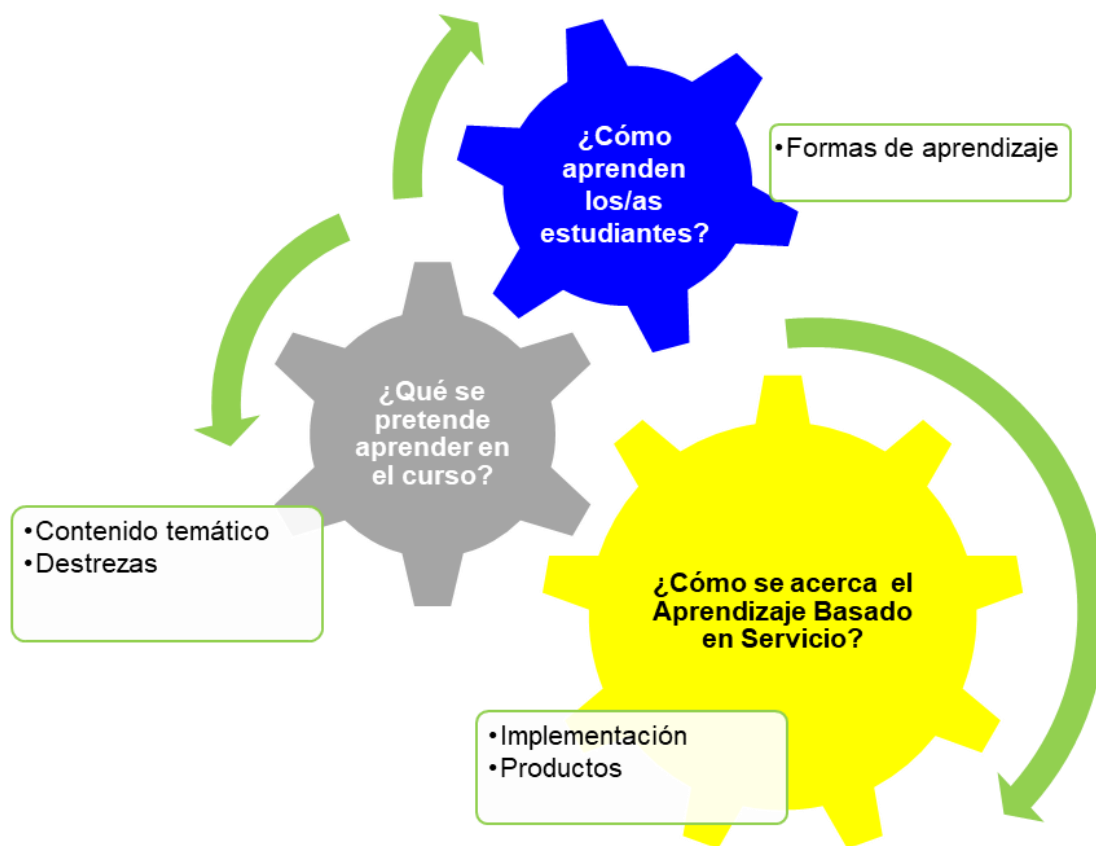 ¿Cómo
aprenden
los/as
estudiantes?
•Formas de aprendizaje
¿Qué se
pretende
aprender en
el curso?
•Contenido temático
•Destrezas
¿Cómo se acerca  el
Aprendizaje Basado
en Servicio?
•Implementación
•Productos